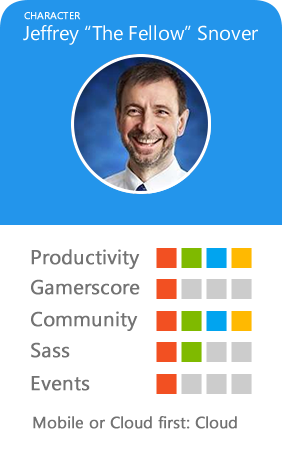 CHARACTER
Jeffrey “The Fellow” Snover
Productivity
Gamerscore
Community
Sass
Events
Mobile or Cloud first: Cloud